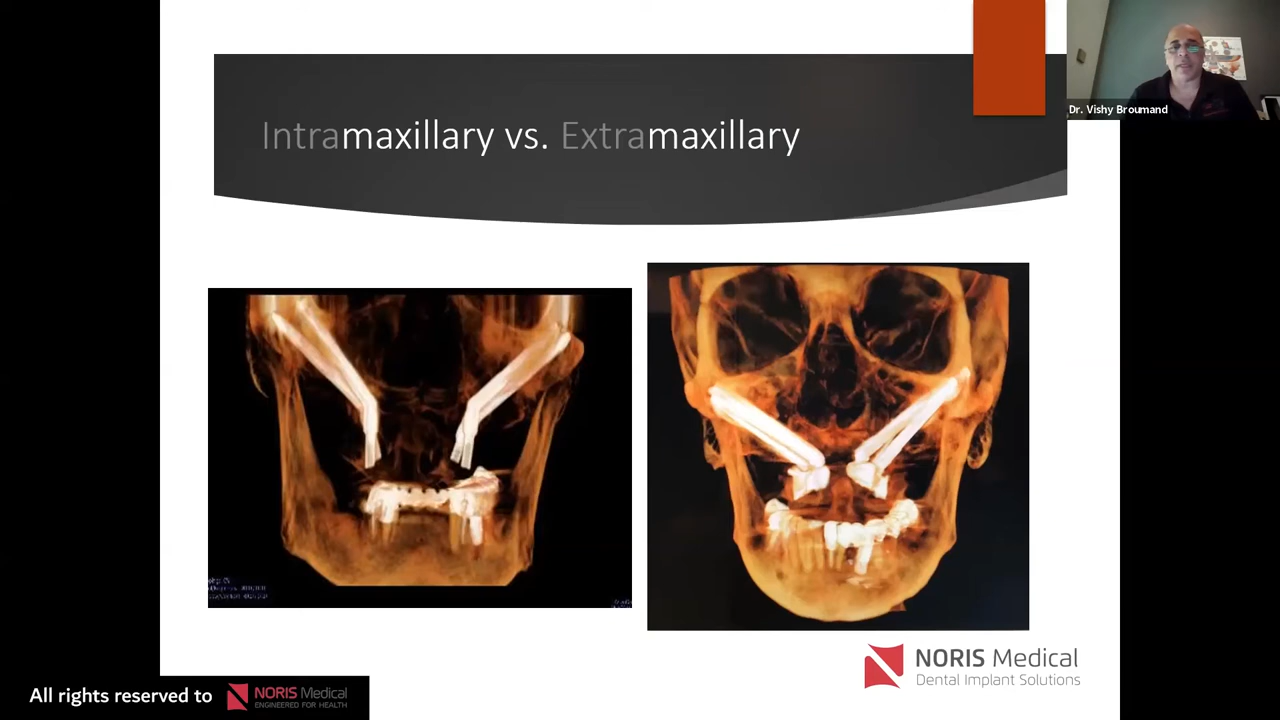 Dr. Vishy Broumand
Intramaxillary vs. Extramaxillary
NORIS Medical
Dental Implant Solutions
All rights reserved to
NORIS Medical
ENGINEERED FOR HEALTH